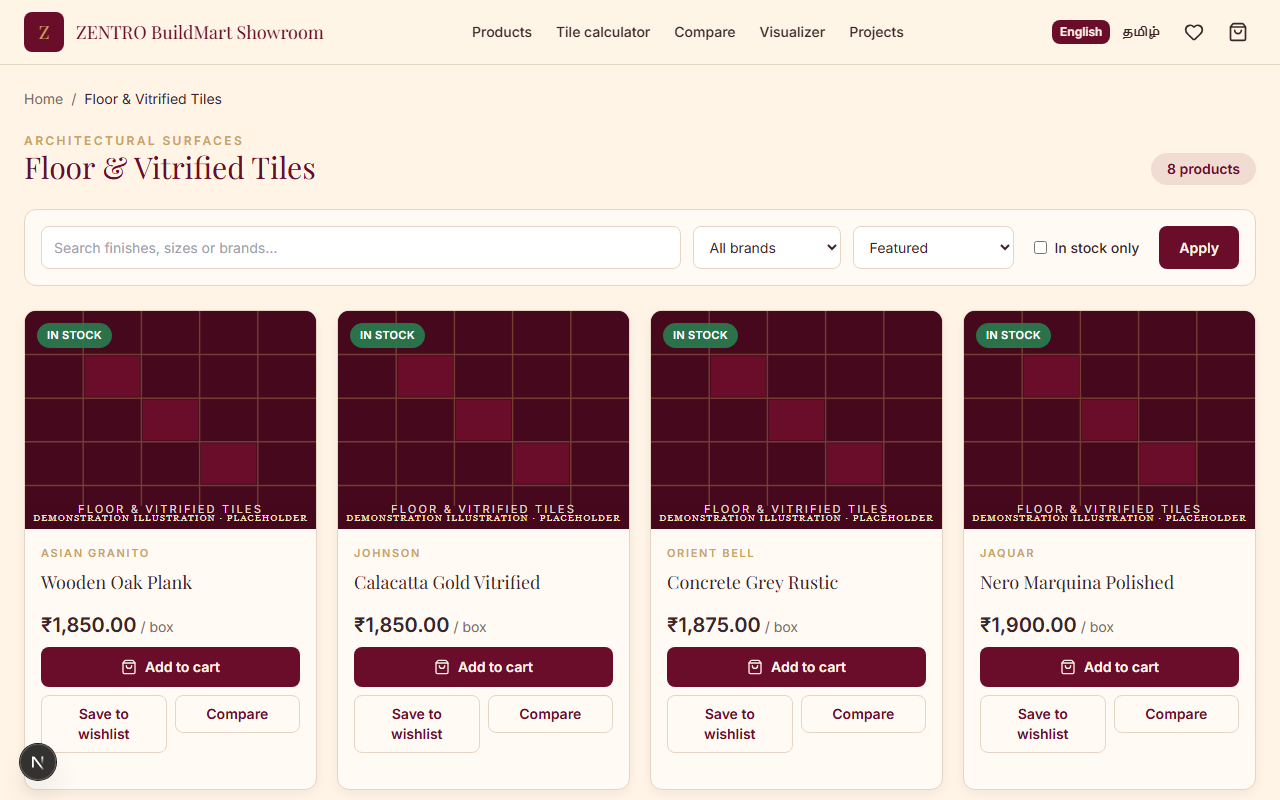 Z
ZENTRO BuildMart Showroom
Products
Tile calculator
Compare
Visualizer
Projects
English
தமிழ்
Home / Floor & Vitrified Tiles
ARCHITECTURAL SURFACES
Floor & Vitrified Tiles
8 products
Search finishes, sizes or brands...
All brands
Featured
In stock only
Apply
IN STOCK
FLOOR & VITRIFIED TILES
DEMONSTRATION ILLUSTRATION · PLACEHOLDER
ASIAN GRANITO
Wooden Oak Plank
₹1,850.00 / box
Add to cart
Save to
wishlist
Compare
IN STOCK
FLOOR & VITRIFIED TILES
DEMONSTRATION ILLUSTRATION · PLACEHOLDER
JOHNSON
Calacatta Gold Vitrified
₹1,850.00 / box
Add to cart
Save to
wishlist
Compare
IN STOCK
FLOOR & VITRIFIED TILES
DEMONSTRATION ILLUSTRATION · PLACEHOLDER
ORIENT BELL
Concrete Grey Rustic
₹1,875.00 / box
Add to cart
Save to
wishlist
Compare
IN STOCK
FLOOR & VITRIFIED TILES
DEMONSTRATION ILLUSTRATION · PLACEHOLDER
JAQUAR
Nero Marquina Polished
₹1,900.00 / box
Add to cart
Save to
wishlist
Compare
N